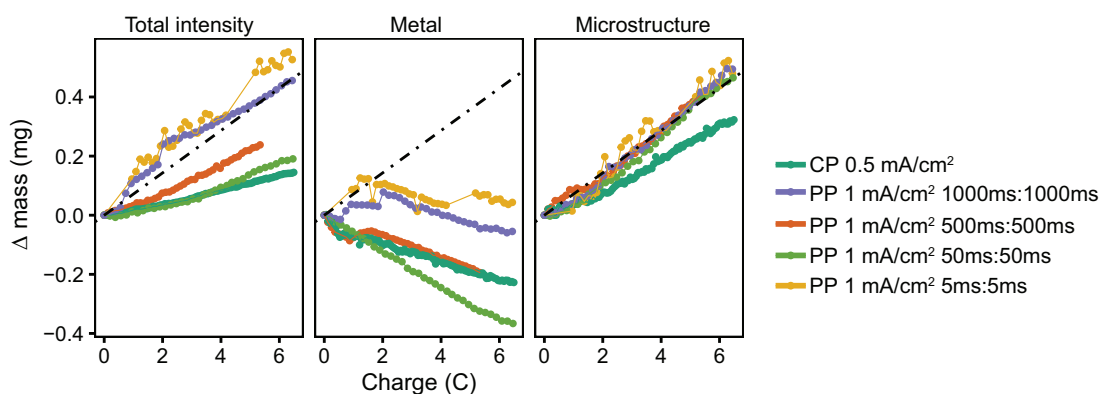 Total intensity
Metal
Microstructure
Δ mass (mg)
0.4
0.2
0.0
−0.2
−0.4
0 2 4 6
0 2 4 6
0 2 4 6
Charge (C)
CP 0.5 mA/cm²
PP 1 mA/cm² 1000ms:1000ms
PP 1 mA/cm² 500ms:500ms
PP 1 mA/cm² 50ms:50ms
PP 1 mA/cm² 5ms:5ms